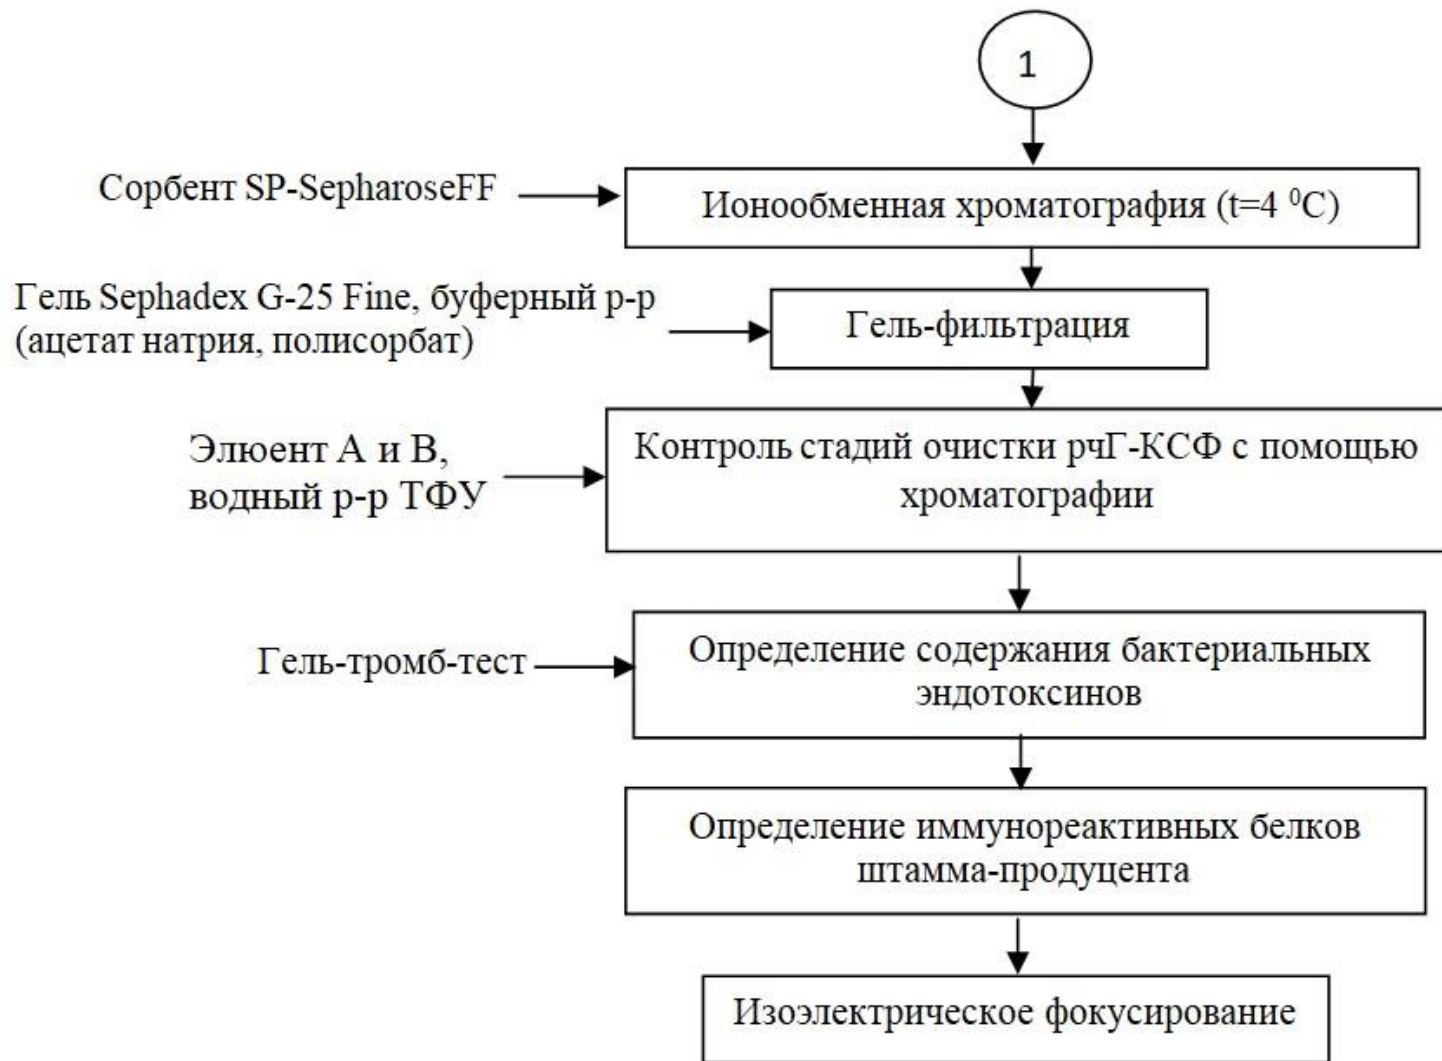 1
Сорбент SP-SepharoseFF
Ионообменная хроматография (t=4 ⁰С)
Гель Sephadex G-25 Fine, буферный р-р
(ацетат натрия, полисорбат)
Гель-фильтрация
Элюент А и В,
водный р-р ТФУ
Контроль стадий очистки рчГ-КСФ с помощью
хроматографии
Гель-тромб-тест
Определение содержания бактериальных
эндотоксинов
Определение иммунореактивных белков
штамма-продуцента
Изоэлектрическое фокусирование